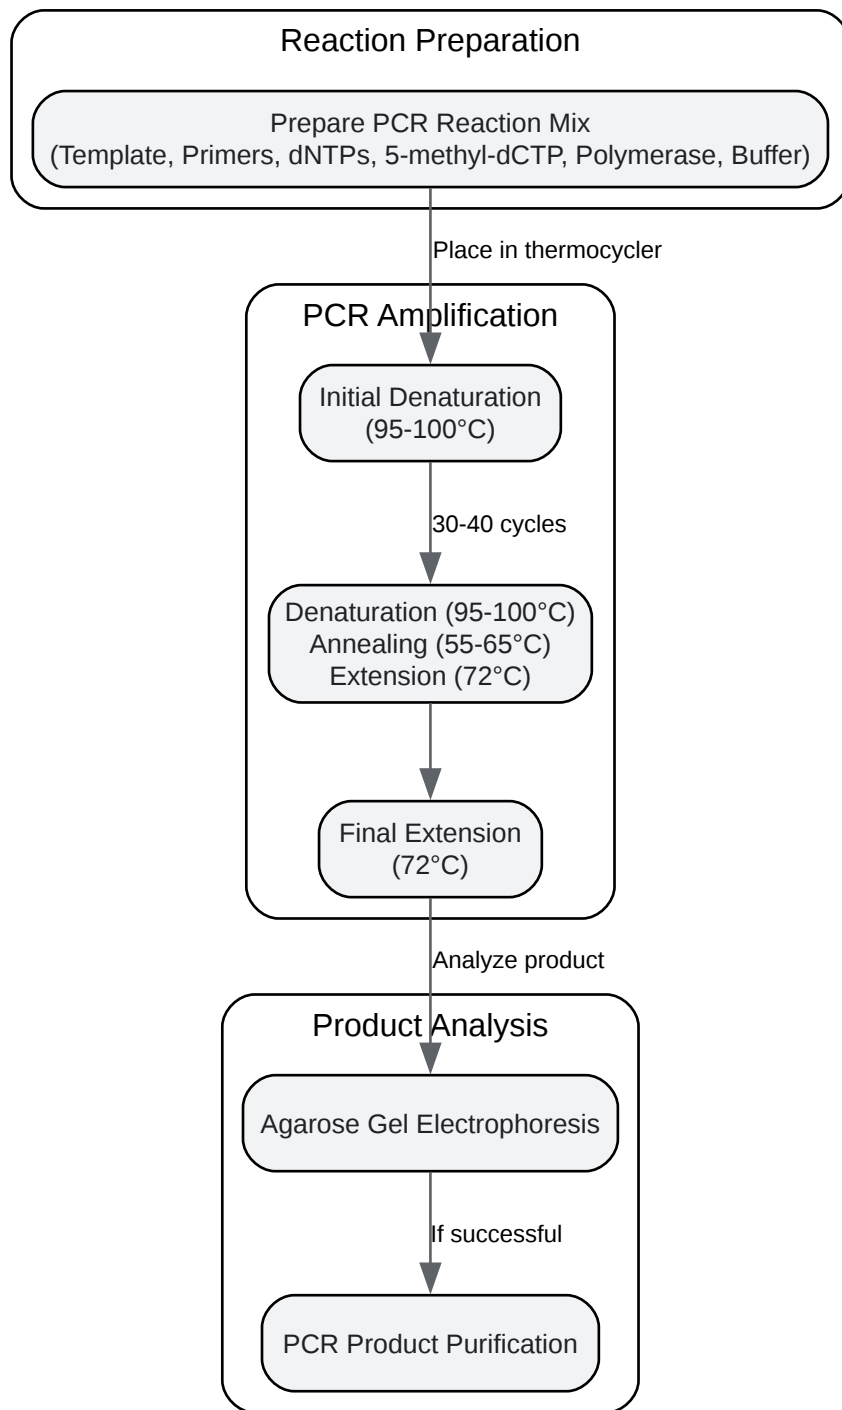 Reaction Preparation
Prepare PCR Reaction Mix
(Template, Primers, dNTPs, 5-methyl-dCTP, Polymerase, Buffer)
Place in thermocycler
PCR Amplification
Initial Denaturation
(95-100°C)
30-40 cycles
Denaturation (95-100°C)
Annealing (55-65°C)
Extension (72°C)
Final Extension
(72°C)
Analyze product
Product Analysis
Agarose Gel Electrophoresis
If successful
PCR Product Purification